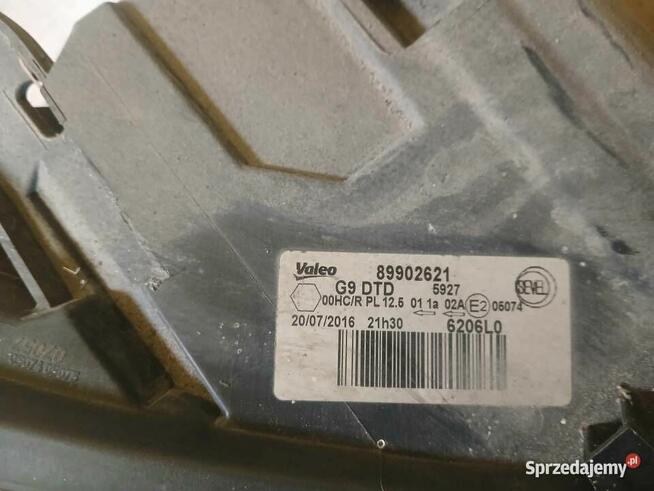 Valeo 89902621
G9 DTD 5927
SEVEL
00HC/R PL 12.5 01 1a 02A E2 05074
20/07/2016 21h30 6206L0
Sprzedajemy.pl